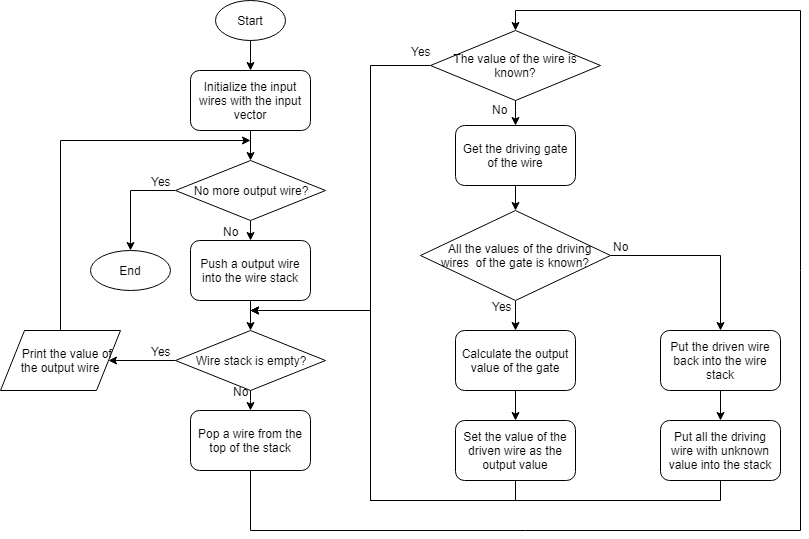 Start
Initialize the input
wires with the input
vector
No more output wire?
Yes
No
End
Push a output wire
into the wire stack
Wire stack is empty?
Yes
No
Print the value of
the output wire
Pop a wire from the
top of the stack
The value of the wire is
known?
Yes
No
Get the driving gate
of the wire
All the values of the driving
wires of the gate is known?
Yes
No
Calculate the output
value of the gate
Set the value of the
driven wire as the
output value
Put the driven wire
back into the wire
stack
Put all the driving
wire with unknown
value into the stack